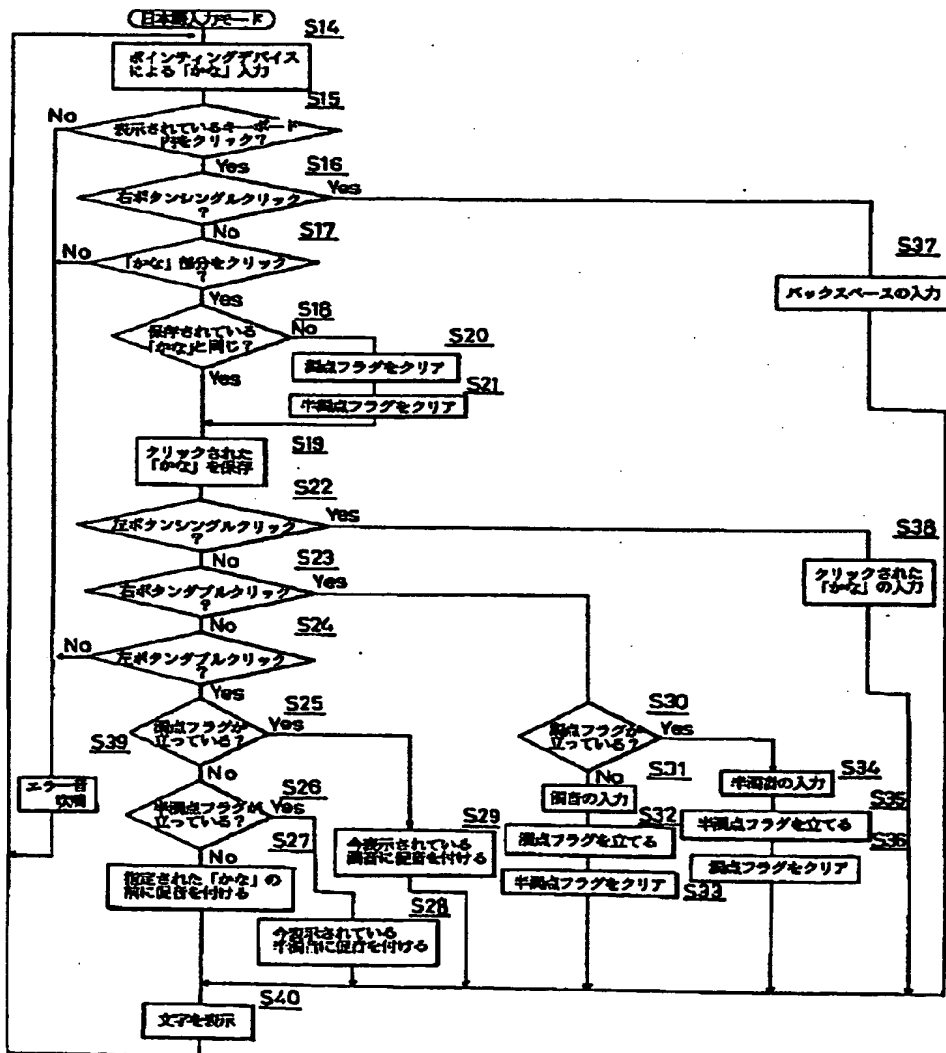 日本語入力モード
S14
ポインティングデバイス
による「かな」入力
S15
No
表示されているキーボード
内をクリック?
Yes
S16
右ボタンシングルクリック
?
Yes
No
S17
No
「かな」部分をクリック
?
Yes
S37
バックスペースの入力
S18
保存されている
「かな」と同じ?
No
Yes
S20
濁点フラグをクリア
S21
半濁点フラグをクリア
S19
クリックされた
「かな」を保存
S22
左ボタンシングルクリック
?
Yes
No
S38
クリックされた
「かな」の入力
S23
右ボタンダブルクリック
?
Yes
No
S24
No
左ボタンダブルクリック
?
Yes
S25
濁点フラグが
立っている?
Yes
S39
No
エラー音
S26
半濁点フラグが
立っている?
Yes
No
S27
指定された「かな」の
前に促音を付ける
S28
今表示されている
半濁点に促音を付ける
S29
今表示されている
濁音に促音を付ける
S30
濁点フラグが
立っている?
Yes
No
S31
濁音の入力
S32
濁点フラグを立てる
半濁点フラグをクリア
S33
S34
半濁音の入力
S35
半濁点フラグを立てる
S36
濁点フラグをクリア
S40
文字を表示